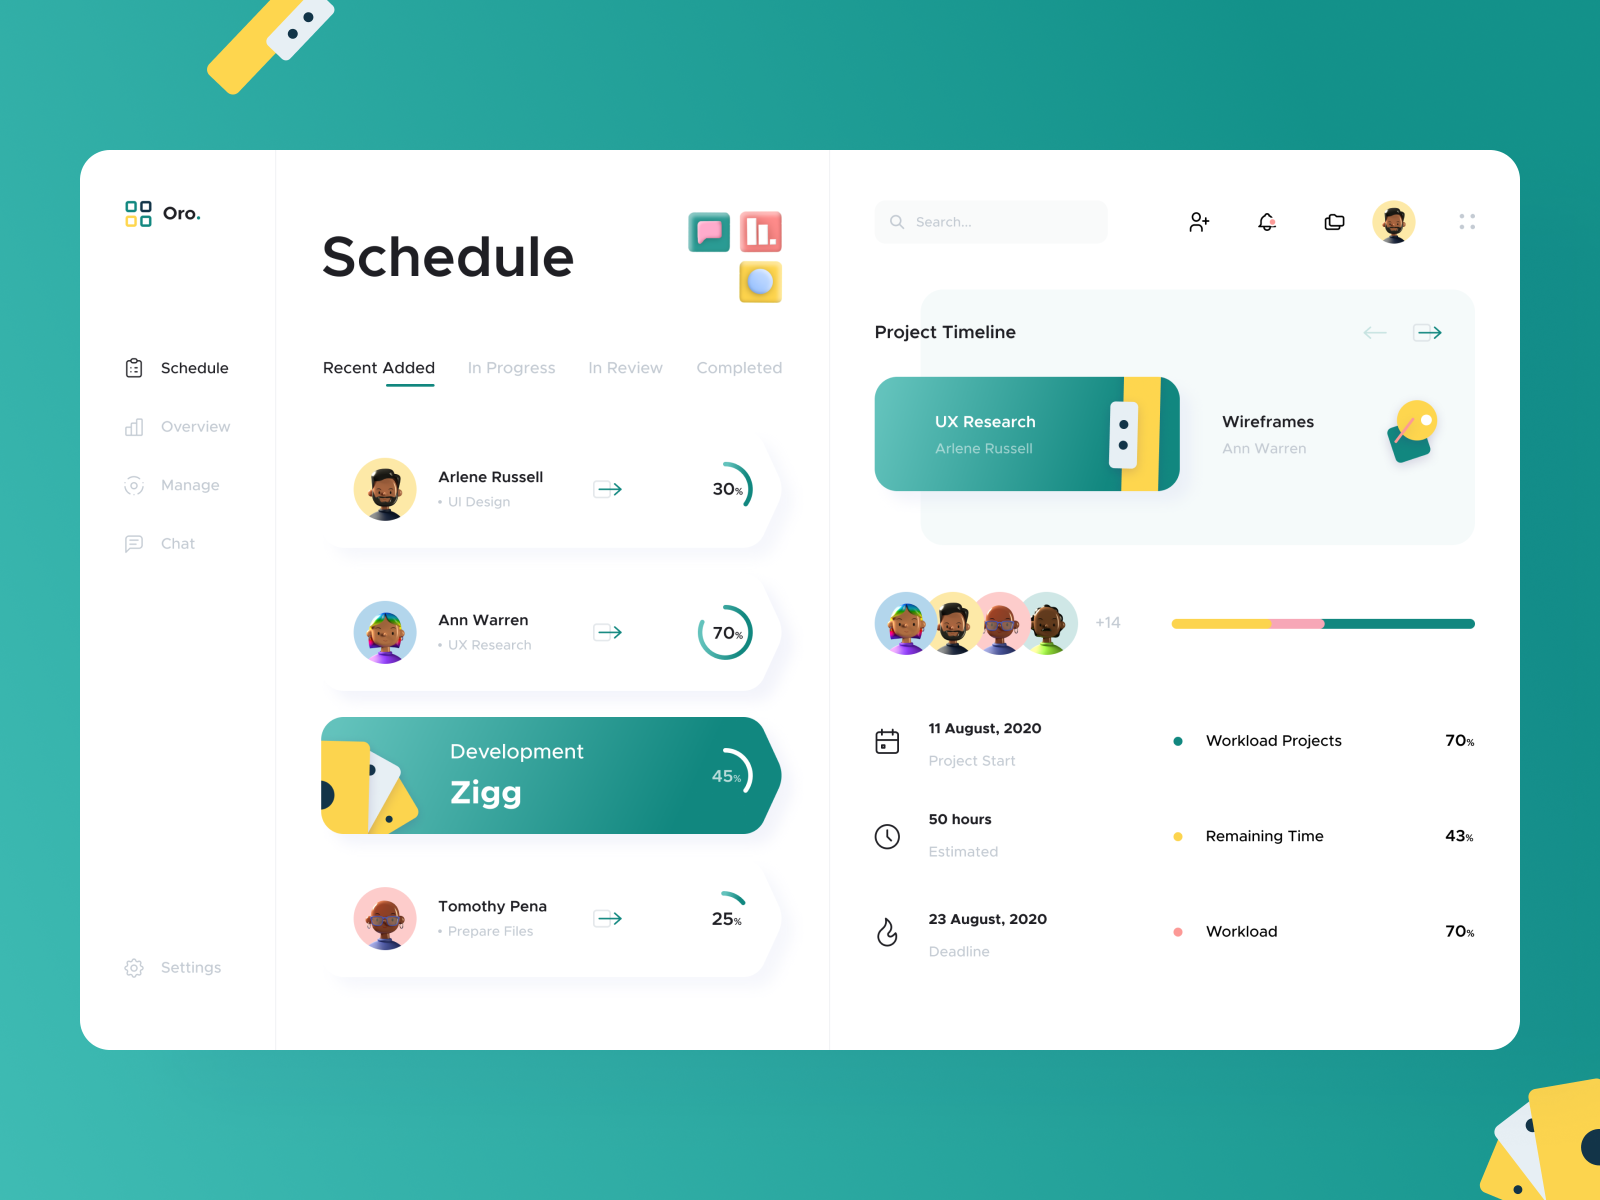 Oro.
Schedule
Overview
Manage
Chat
Settings
Schedule
Recent Added
In Progress
In Review
Completed
Arlene Russell
• UI Design
30%
Ann Warren
• UX Research
70%
Development
Zigg
45%
Tomothy Pena
• Prepare Files
25%
Search...
Project Timeline
UX Research
Arlene Russell
Wireframes
Ann Warren
+14
11 August, 2020
Project Start
50 hours
Estimated
23 August, 2020
Deadline
Workload Projects
70%
Remaining Time
43%
Workload
70%